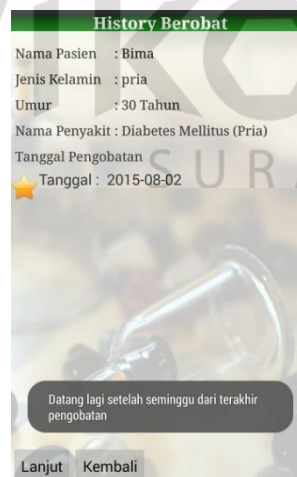 History Berobat
Nama Pasien : Bima
Jenis Kelamin : pria
Umur : 30 Tahun
Nama Penyakit : Diabetes Mellitus (Pria)
Tanggal Pengobatan
Tanggal : 2015-08-02
Datang lagi setelah seminggu dari terakhir
pengobatan
Lanjut Kembali